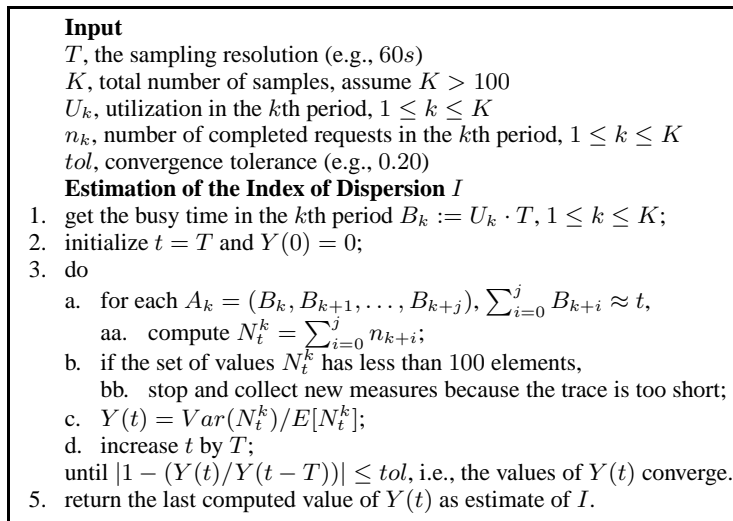 Input
T, the sampling resolution (e.g., 60s)
K, total number of samples, assume K > 100
U_k, utilization in the kth period, 1 ≤ k ≤ K
n_k, number of completed requests in the kth period, 1 ≤ k ≤ K
tol, convergence tolerance (e.g., 0.20)
Estimation of the Index of Dispersion I
1. get the busy time in the kth period B_k := U_k · T, 1 ≤ k ≤ K;
2. initialize t = T and Y(0) = 0;
3. do
a. for each A_k = (B_k, B_{k+1}, . . . , B_{k+j}), ∑_{i=0}^{j} B_{k+i} ≈ t,
aa. compute N_t^k = ∑_{i=0}^{j} n_{k+i};
b. if the set of values N_t^k has less than 100 elements,
bb. stop and collect new measures because the trace is too short;
c. Y(t) = Var(N_t^k)/E[N_t^k];
d. increase t by T;
until |1 − (Y(t)/Y(t − T))| ≤ tol, i.e., the values of Y(t) converge.
5. return the last computed value of Y(t) as estimate of I.